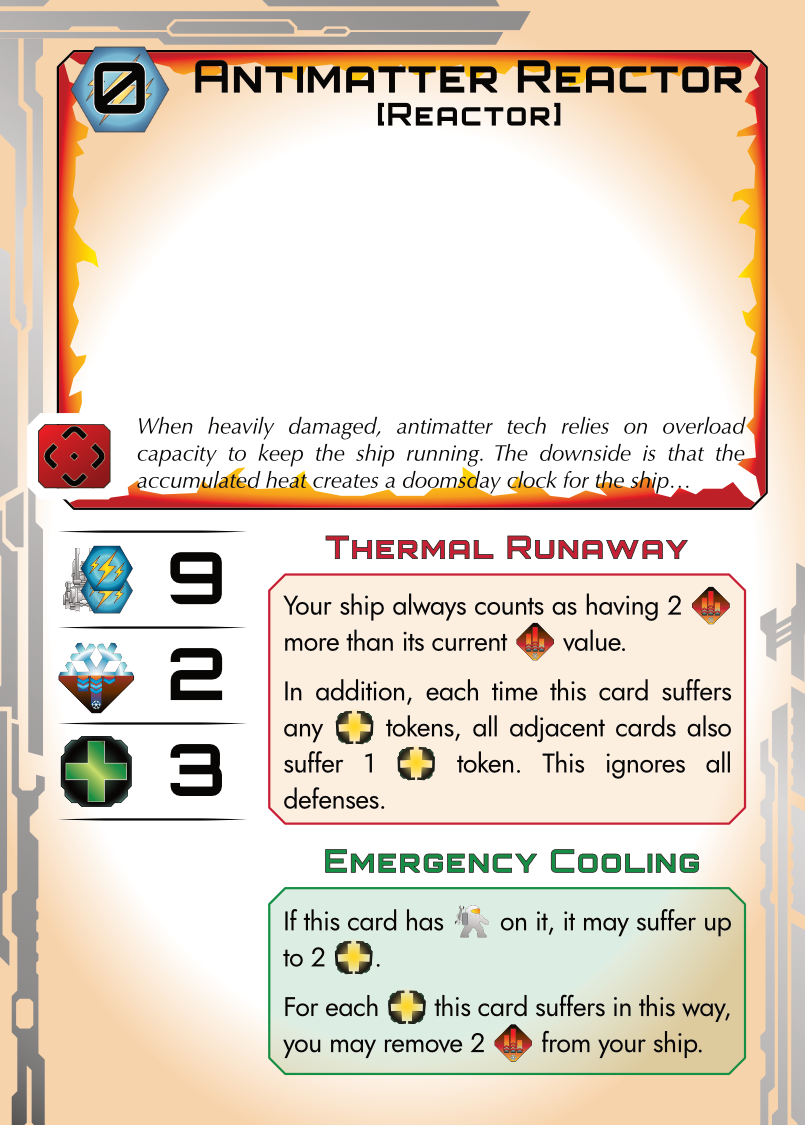 0 Antimatter Reactor
[Reactor]
When heavily damaged, antimatter tech relies on overload
capacity to keep the ship running. The downside is that the
accumulated heat creates a doomsday clock for the ship…
9
2
3
Thermal Runaway
Your ship always counts as having 2
more than its current value.
In addition, each time this card suffers
any tokens, all adjacent cards also
suffer 1 token. This ignores all
defenses.
Emergency Cooling
If this card has on it, it may suffer up
to 2 .
For each this card suffers in this way,
you may remove 2 from your ship.